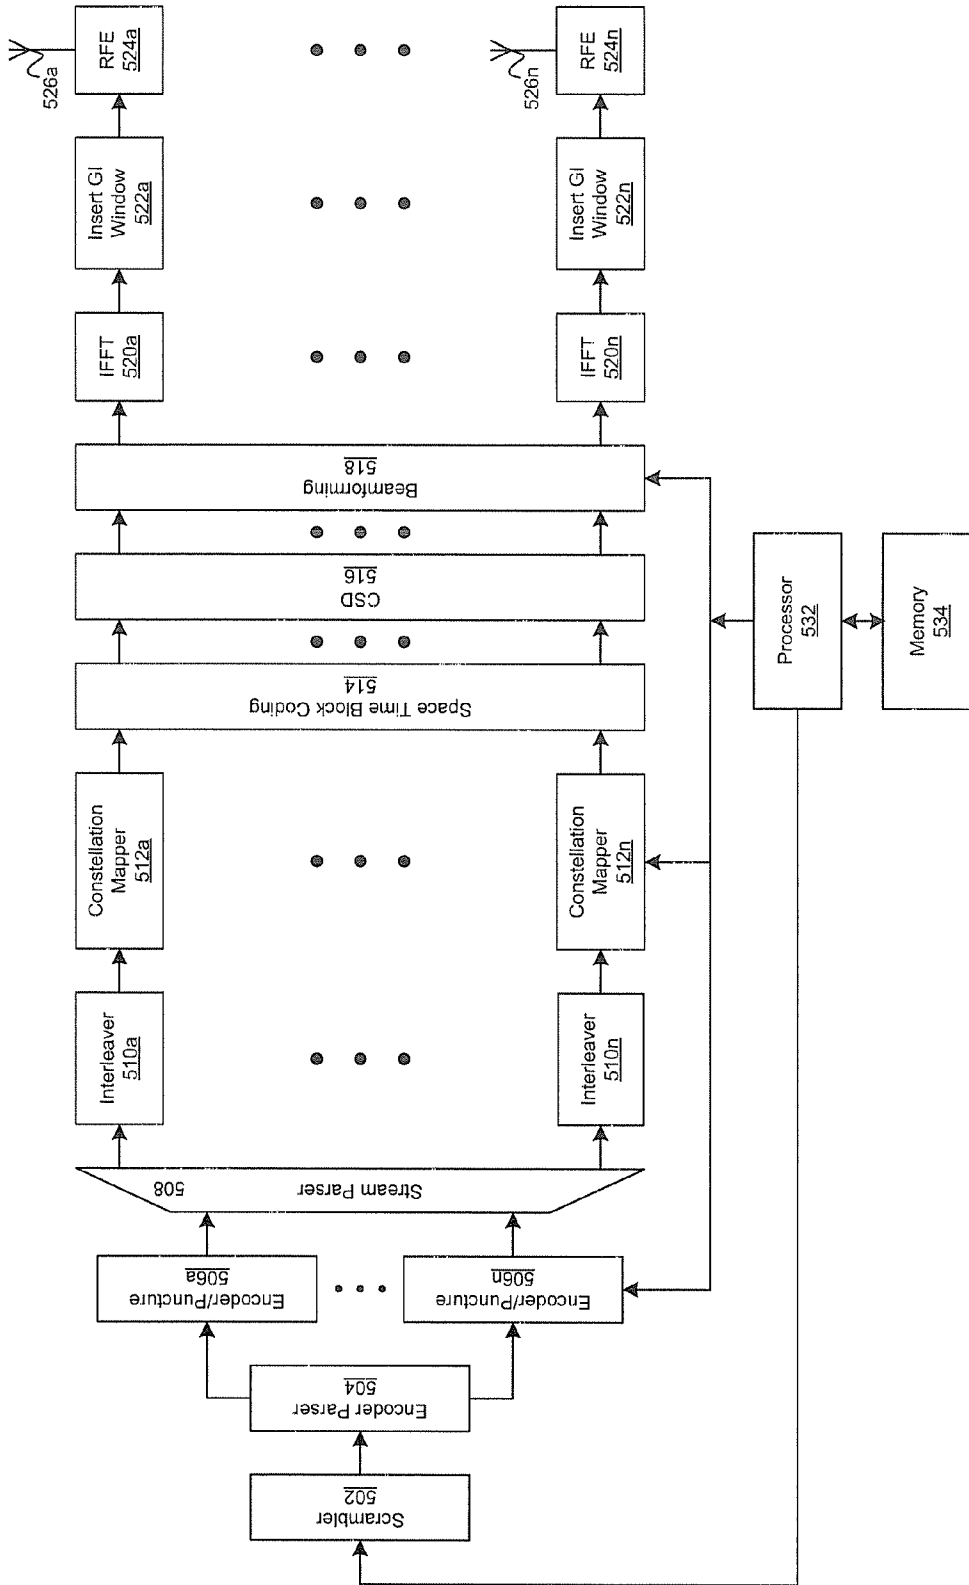 Scrambler
502
Encoder Parser
504
Encoder/Puncture
506a
Encoder/Puncture
506n
Stream Parser
508
Interleaver
510a
Interleaver
510n
Constellation
Mapper
512a
Constellation
Mapper
512n
Space Time Block Coding
514
CSD
516
Beamforming
518
IFFT
520a
IFFT
520n
Insert GI
Window
522a
Insert GI
Window
522n
RFE
524a
RFE
524n
526a
526n
Processor
532
Memory
534